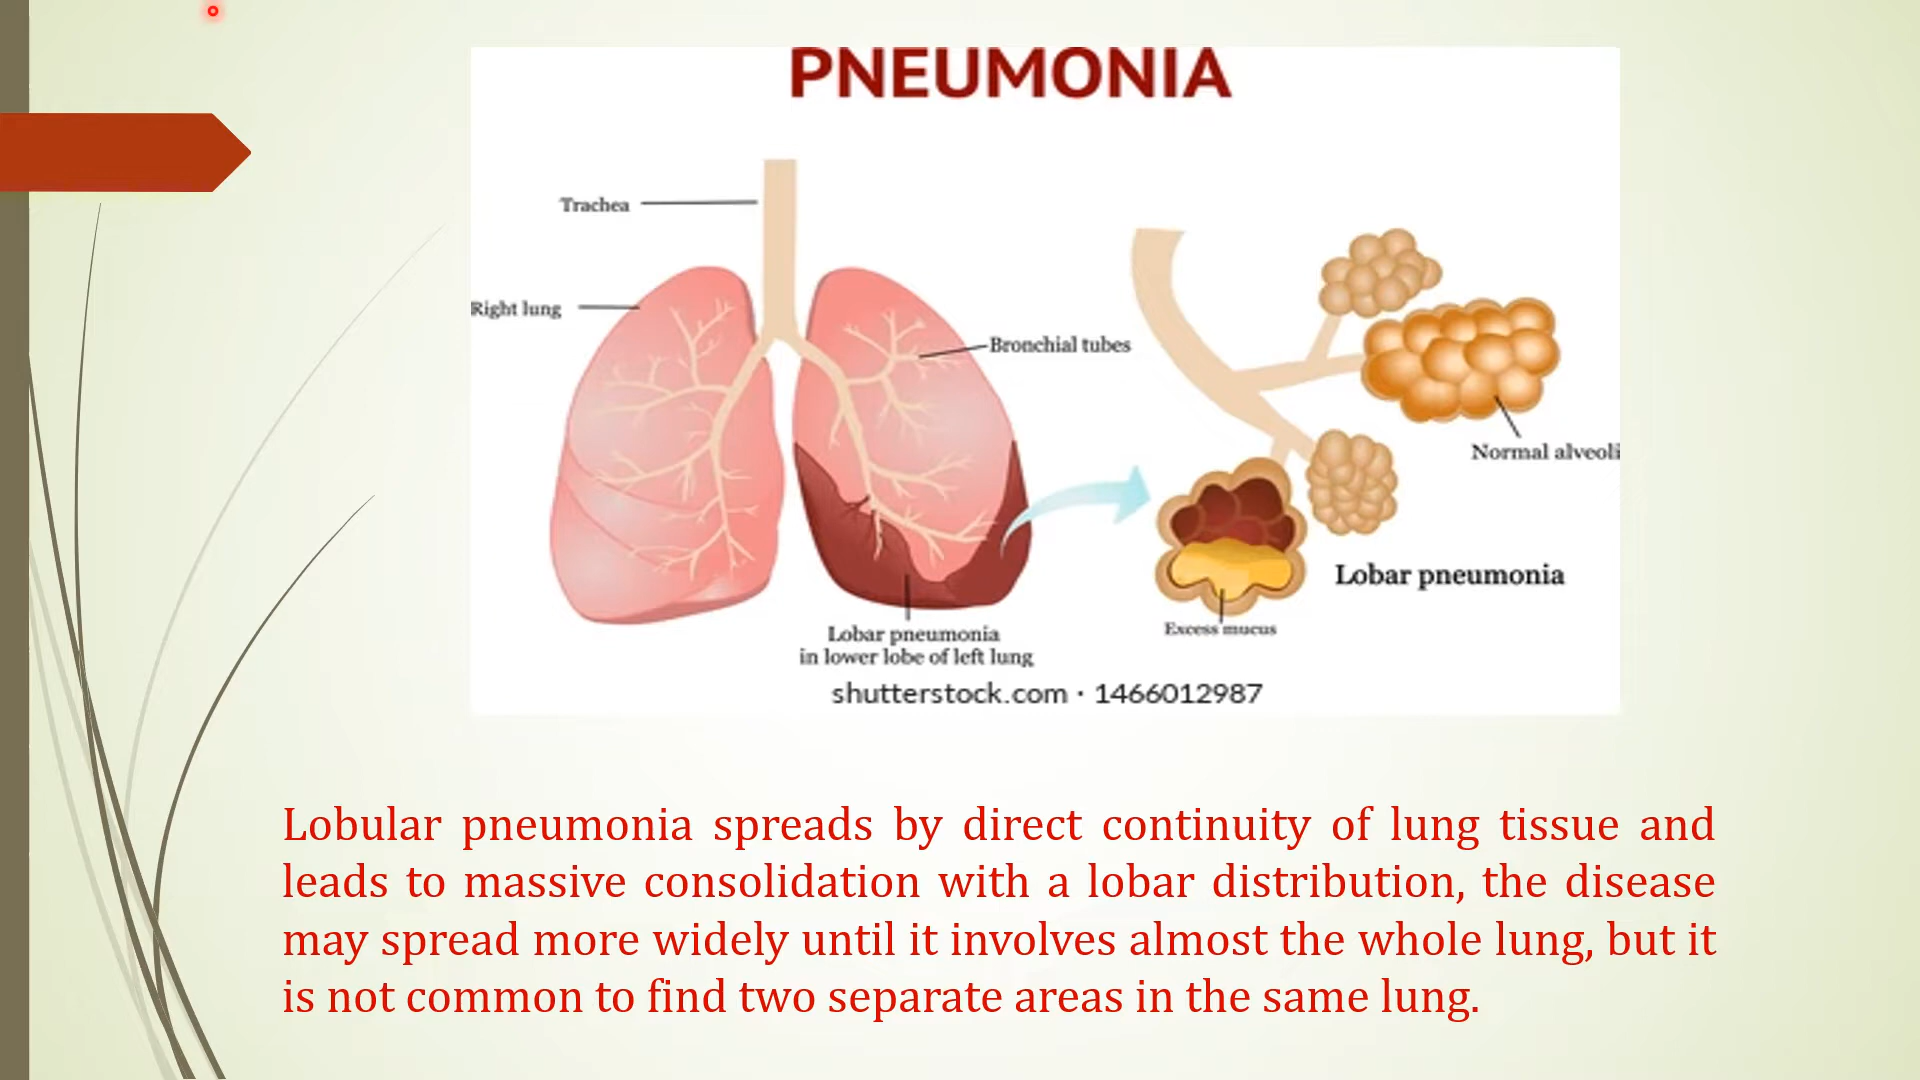 PNEUMONIA
Trachea
Right lung
Bronchial tubes
Normal alveoli
Lobar pneumonia
Excess mucus
Lobar pneumonia
in lower lobe of left lung
shutterstock.com · 1466012987
Lobular pneumonia spreads by direct continuity of lung tissue and
leads to massive consolidation with a lobar distribution, the disease
may spread more widely until it involves almost the whole lung, but it
is not common to find two separate areas in the same lung.